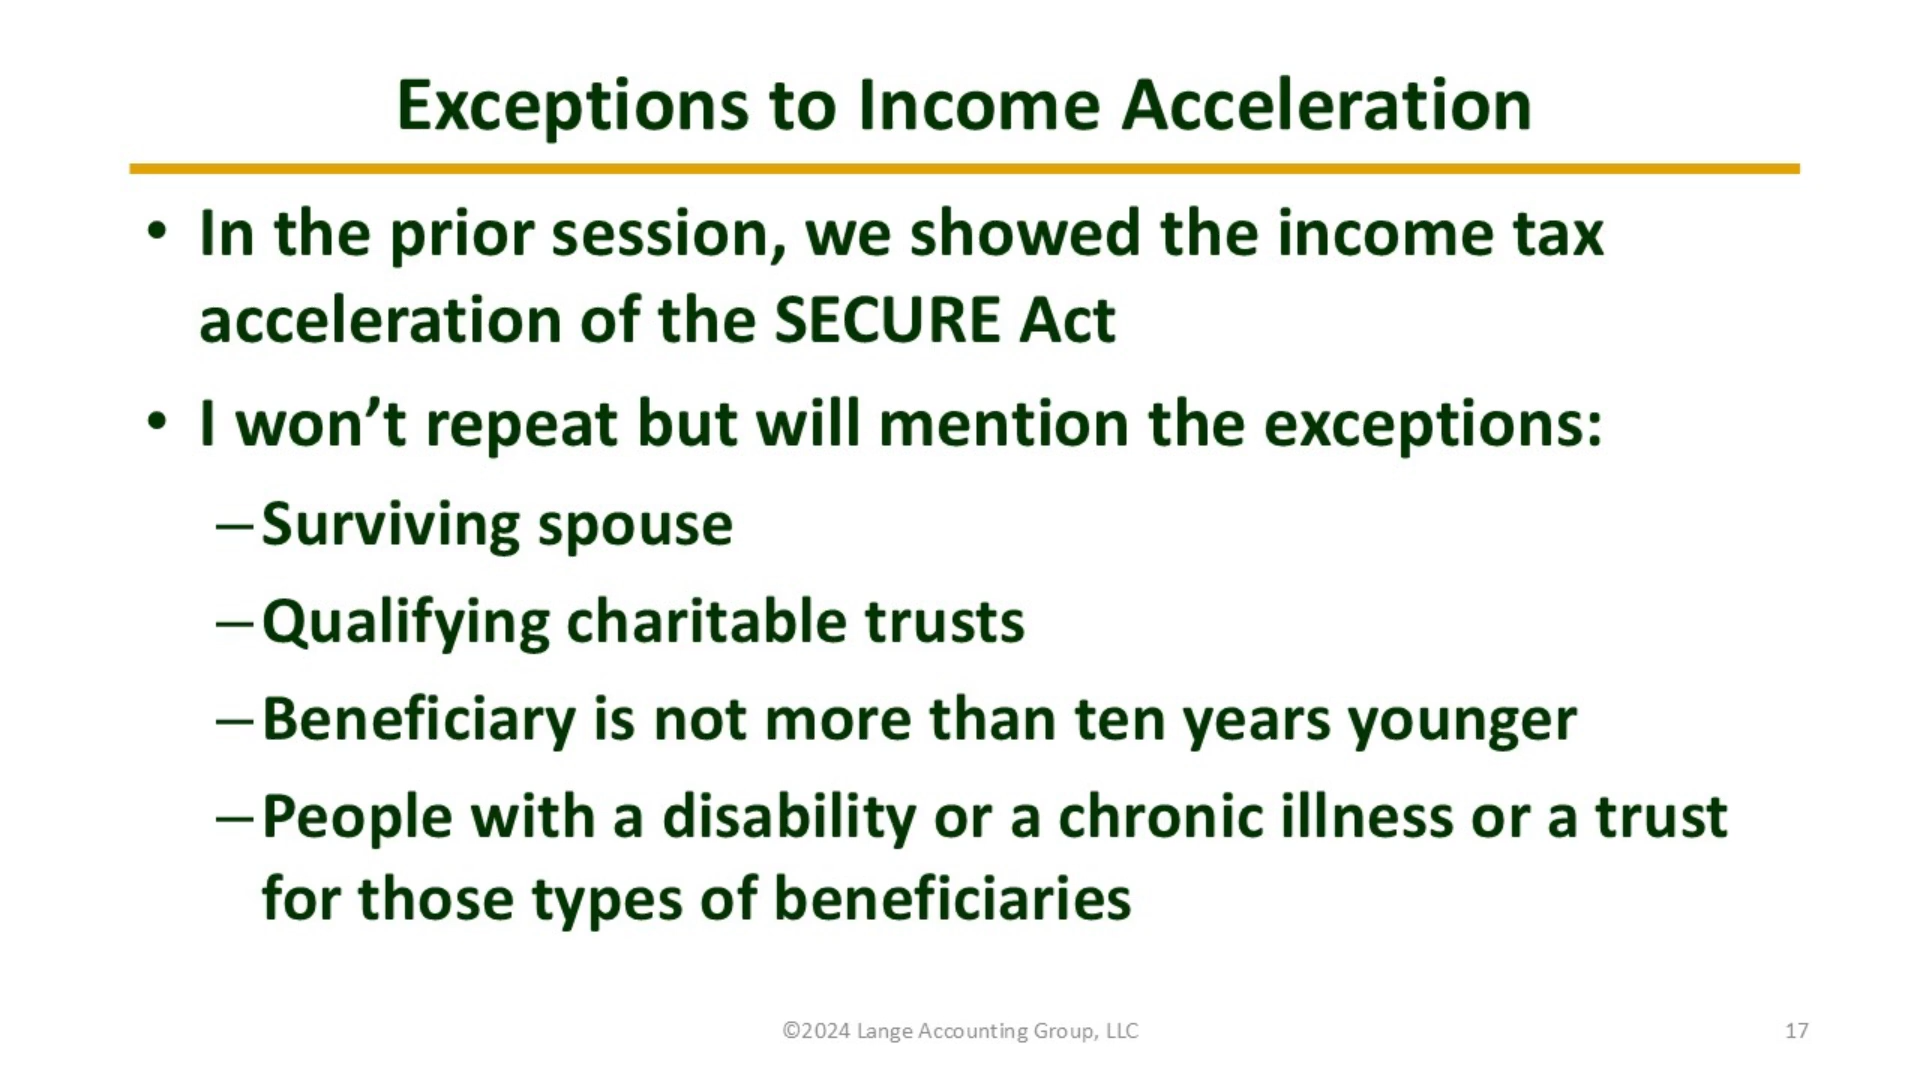 Exceptions to Income Acceleration
• In the prior session, we showed the income tax
acceleration of the SECURE Act
• I won’t repeat but will mention the exceptions:
–Surviving spouse
–Qualifying charitable trusts
–Beneficiary is not more than ten years younger
–People with a disability or a chronic illness or a trust
for those types of beneficiaries
©2024 Lange Accounting Group, LLC
17